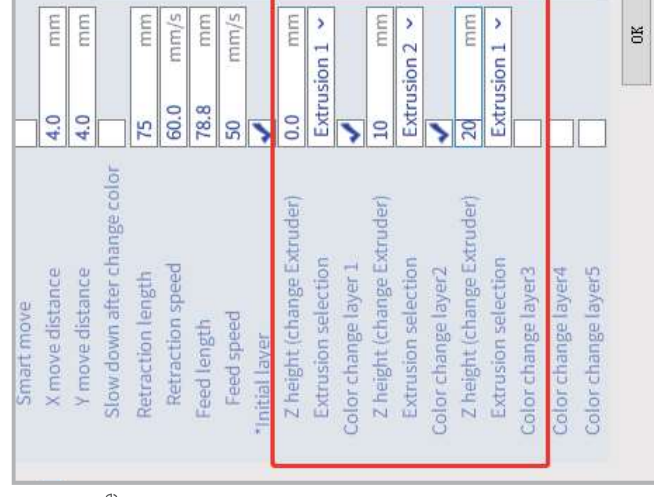 Smart move
X move distance 4.0 mm
Y move distance 4.0 mm
Slow down after change color
Retraction length 75 mm
Retraction speed 60.0 mm/s
Feed length 78.8 mm
Feed speed 50 mm/s
*Initial layer
Z height (change Extruder) 0.0 mm
Extrusion selection Extrusion 1
Color change layer 1
Z height (change Extruder) 10 mm
Extrusion selection Extrusion 2
Color change layer2
Z height (change Extruder) 20 mm
Extrusion selection Extrusion 1
Color change layer3
Color change layer4
Color change layer5
OK